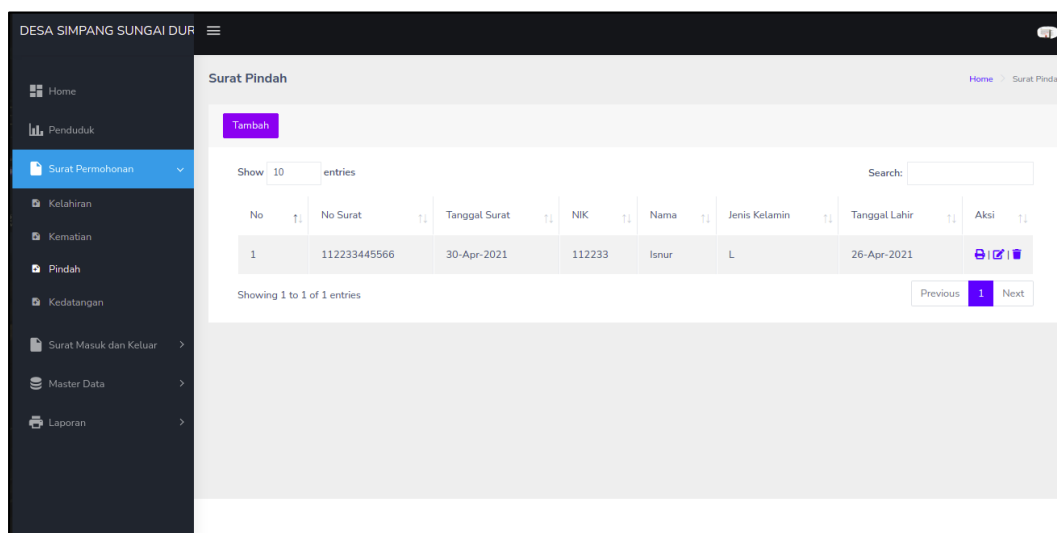 DESA SIMPANG SUNGAI DUR
Home
Penduduk
Surat Permohonan
Kelahiran
Kematian
Pindah
Kedatangan
Surat Masuk dan Keluar
Master Data
Laporan
Surat Pindah
Home Surat Pinda
Tambah
Show 10 entries Search:
No No Surat Tanggal Surat NIK Nama Jenis Kelamin Tanggal Lahir Aksi
1 112233445566 30-Apr-2021 112233 Isnur L 26-Apr-2021
Showing 1 to 1 of 1 entries Previous 1 Next